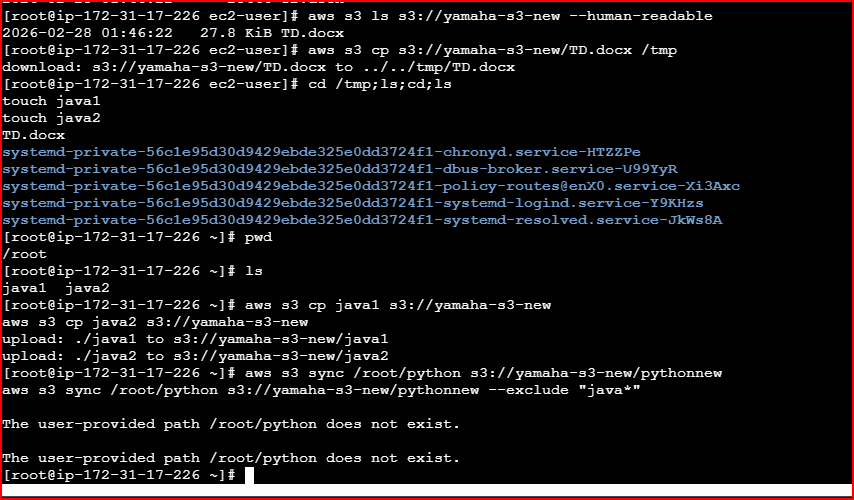 [root@ip-172-31-17-226 ec2-user]# aws s3 ls s3://yamaha-s3-new --human-readable
2026-02-28 01:46:22   27.8 KiB TD.docx
[root@ip-172-31-17-226 ec2-user]# aws s3 cp s3://yamaha-s3-new/TD.docx /tmp
download: s3://yamaha-s3-new/TD.docx to ../../tmp/TD.docx
[root@ip-172-31-17-226 ec2-user]# cd /tmp;ls;cd;ls
touch java1
touch java2
TD.docx
systemd-private-56c1e95d30d9429ebde325e0dd3724f1-chronyd.service-HTZZPe
systemd-private-56c1e95d30d9429ebde325e0dd3724f1-dbus-broker.service-U99YyR
systemd-private-56c1e95d30d9429ebde325e0dd3724f1-policy-routes@enX0.service-Xi3Axc
systemd-private-56c1e95d30d9429ebde325e0dd3724f1-systemd-logind.service-Y9KHzs
systemd-private-56c1e95d30d9429ebde325e0dd3724f1-systemd-resolved.service-JkWs8A
[root@ip-172-31-17-226 ~]# pwd
/root
[root@ip-172-31-17-226 ~]# ls
java1  java2
[root@ip-172-31-17-226 ~]# aws s3 cp java1 s3://yamaha-s3-new
aws s3 cp java2 s3://yamaha-s3-new
upload: ./java1 to s3://yamaha-s3-new/java1
upload: ./java2 to s3://yamaha-s3-new/java2
[root@ip-172-31-17-226 ~]# aws s3 sync /root/python s3://yamaha-s3-new/pythonnew
aws s3 sync /root/python s3://yamaha-s3-new/pythonnew --exclude "java*"
The user-provided path /root/python does not exist.
The user-provided path /root/python does not exist.
[root@ip-172-31-17-226 ~]#